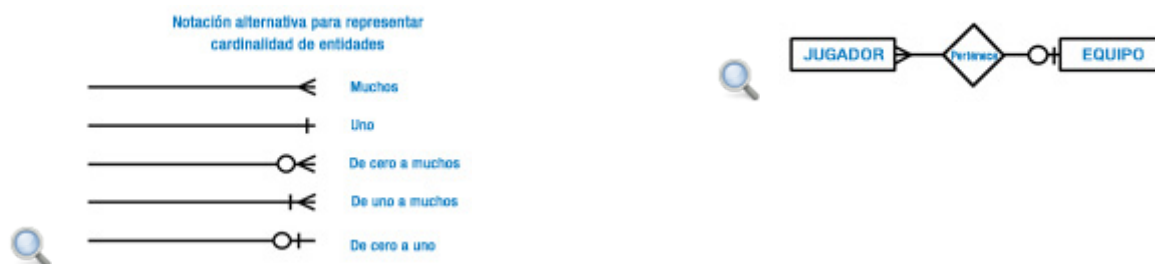 Notación alternativa para representar
cardinalidad de entidades
Muchos
Uno
De cero a muchos
De uno a muchos
De cero a uno
JUGADOR
Pertenece
EQUIPO